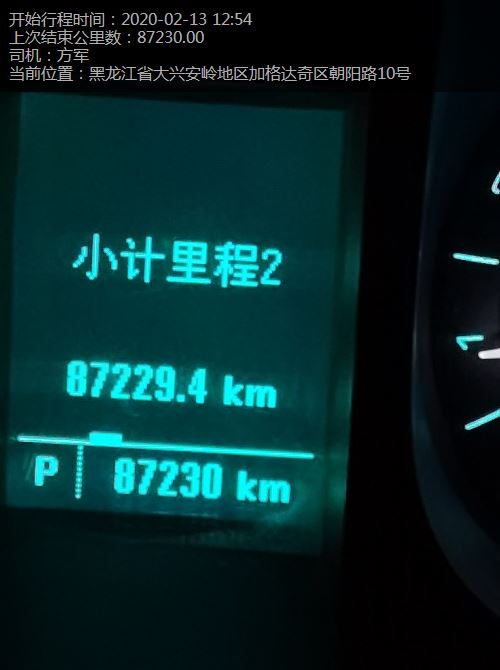 开始行程时间：2020-02-13 12:54
上次结束公里数：87230.00
司机：方军
当前位置：黑龙江省大兴安岭地区加格达奇区朝阳路10号
小计里程2
87229.4 km
P 87230 km
1